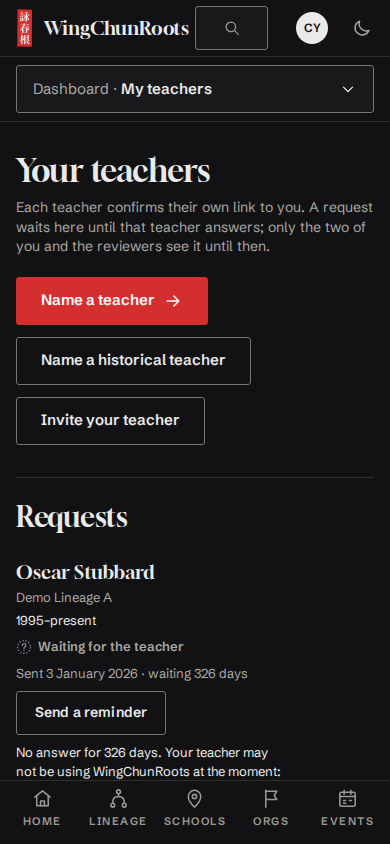 詠春根
WingChunRoots
CY
Dashboard · My teachers
Your teachers
Each teacher confirms their own link to you. A request
waits here until that teacher answers; only the two of
you and the reviewers see it until then.
Name a teacher →
Name a historical teacher
Invite your teacher
Requests
Oscar Stubbard
Demo Lineage A
1995–present
Waiting for the teacher
Sent 3 January 2026 · waiting 326 days
Send a reminder
No answer for 326 days. Your teacher may
not be using WingChunRoots at the moment:
HOME
LINEAGE
SCHOOLS
ORGS
EVENTS